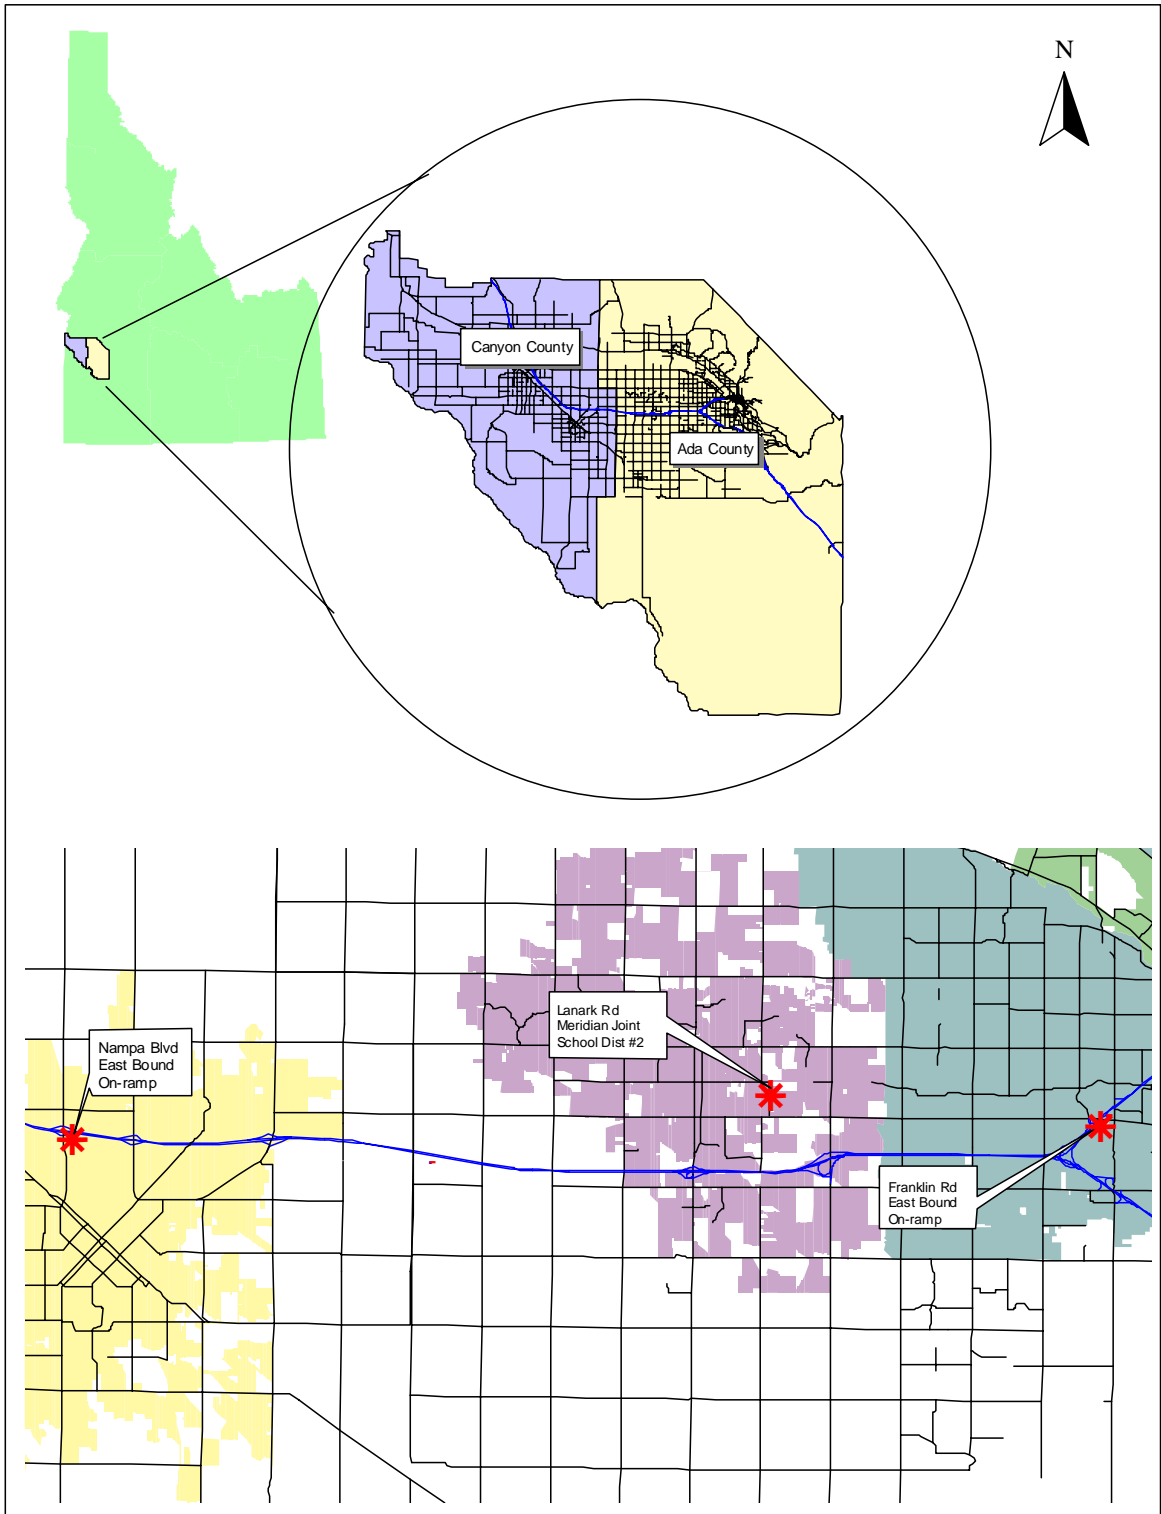 N
Canyon County
Ada County
Lanark Rd
Meridian Joint
School Dist #2
Nampa Blvd
East Bound
On-ramp
Franklin Rd
East Bound
On-ramp